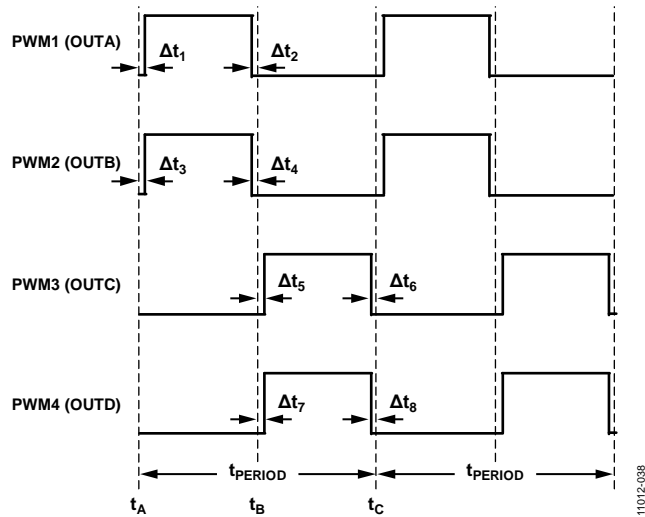 PWM1 (OUTA)
Δt1
Δt2
PWM2 (OUTB)
Δt3
Δt4
PWM3 (OUTC)
Δt5
Δt6
PWM4 (OUTD)
Δt7
Δt8
tPERIOD
tPERIOD
tA
tB
tC
11012-038